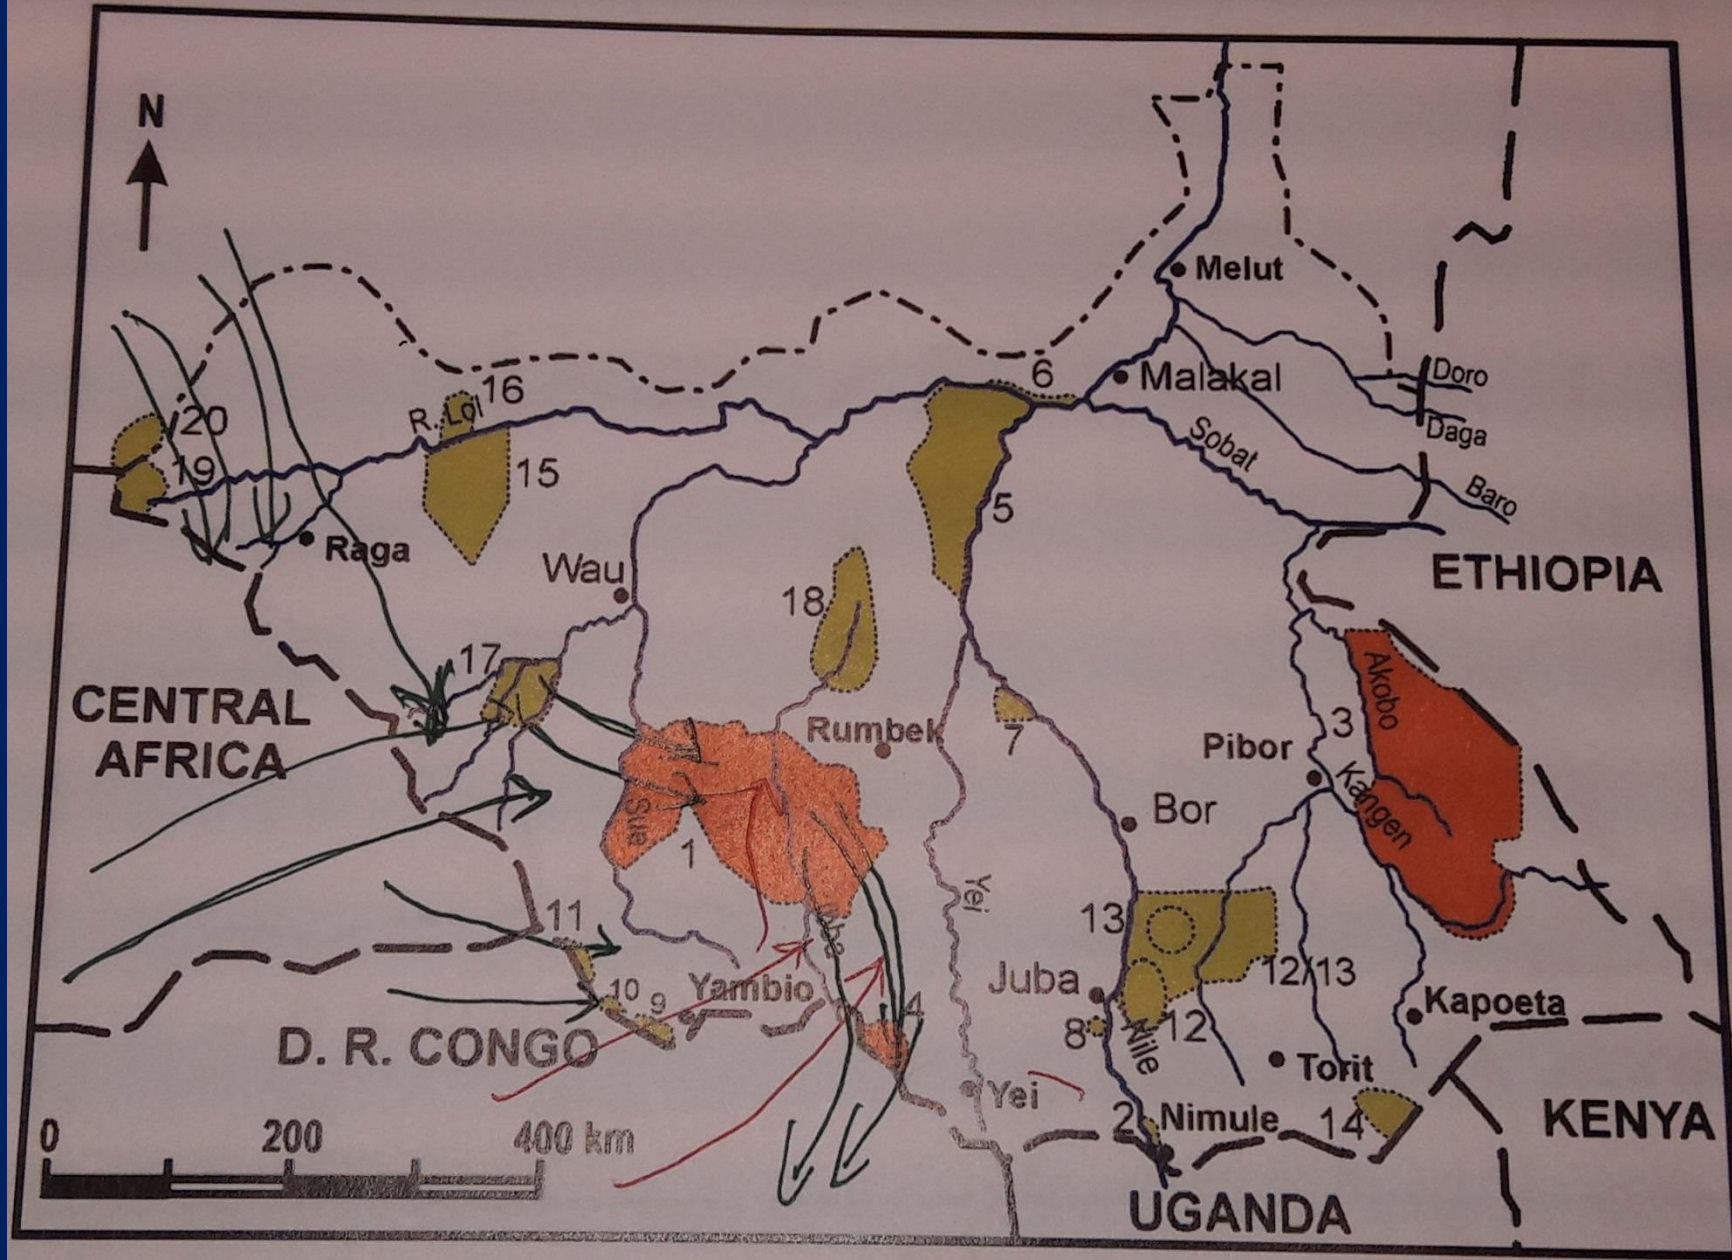 N
Melut
6
Malakal
Doro
Daga
16
R. Lol
20
19
15
Sobat
Baro
5
Raga
Wau
18
ETHIOPIA
17
CENTRAL
AFRICA
Akobo
3
Rumbek
7
Pibor
Kangen
Bor
Sue
1
Yei
11
13
12/13
Juba
10
9
Yambio
4
Kapoeta
8
Nile
12
D. R. CONGO
Torit
Yei
2
Nimule
14
KENYA
0
200
400 km
UGANDA